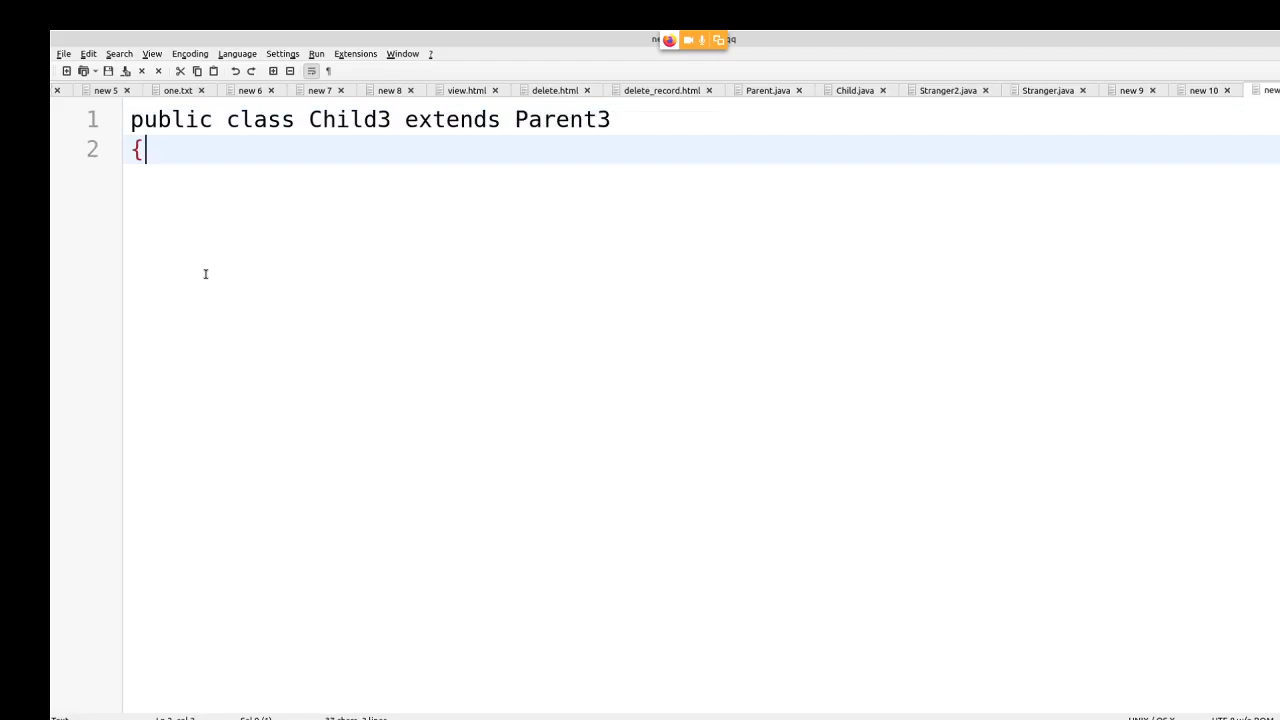 File Edit Search View Encoding Language Settings Run Extensions Window ?
new 5 one.txt new 6 new 7 new 8 view.html delete.html delete_record.html Parent.java Child.java Stranger2.java Stranger.java new 9 new 10 new
1 public class Child3 extends Parent3
2 {